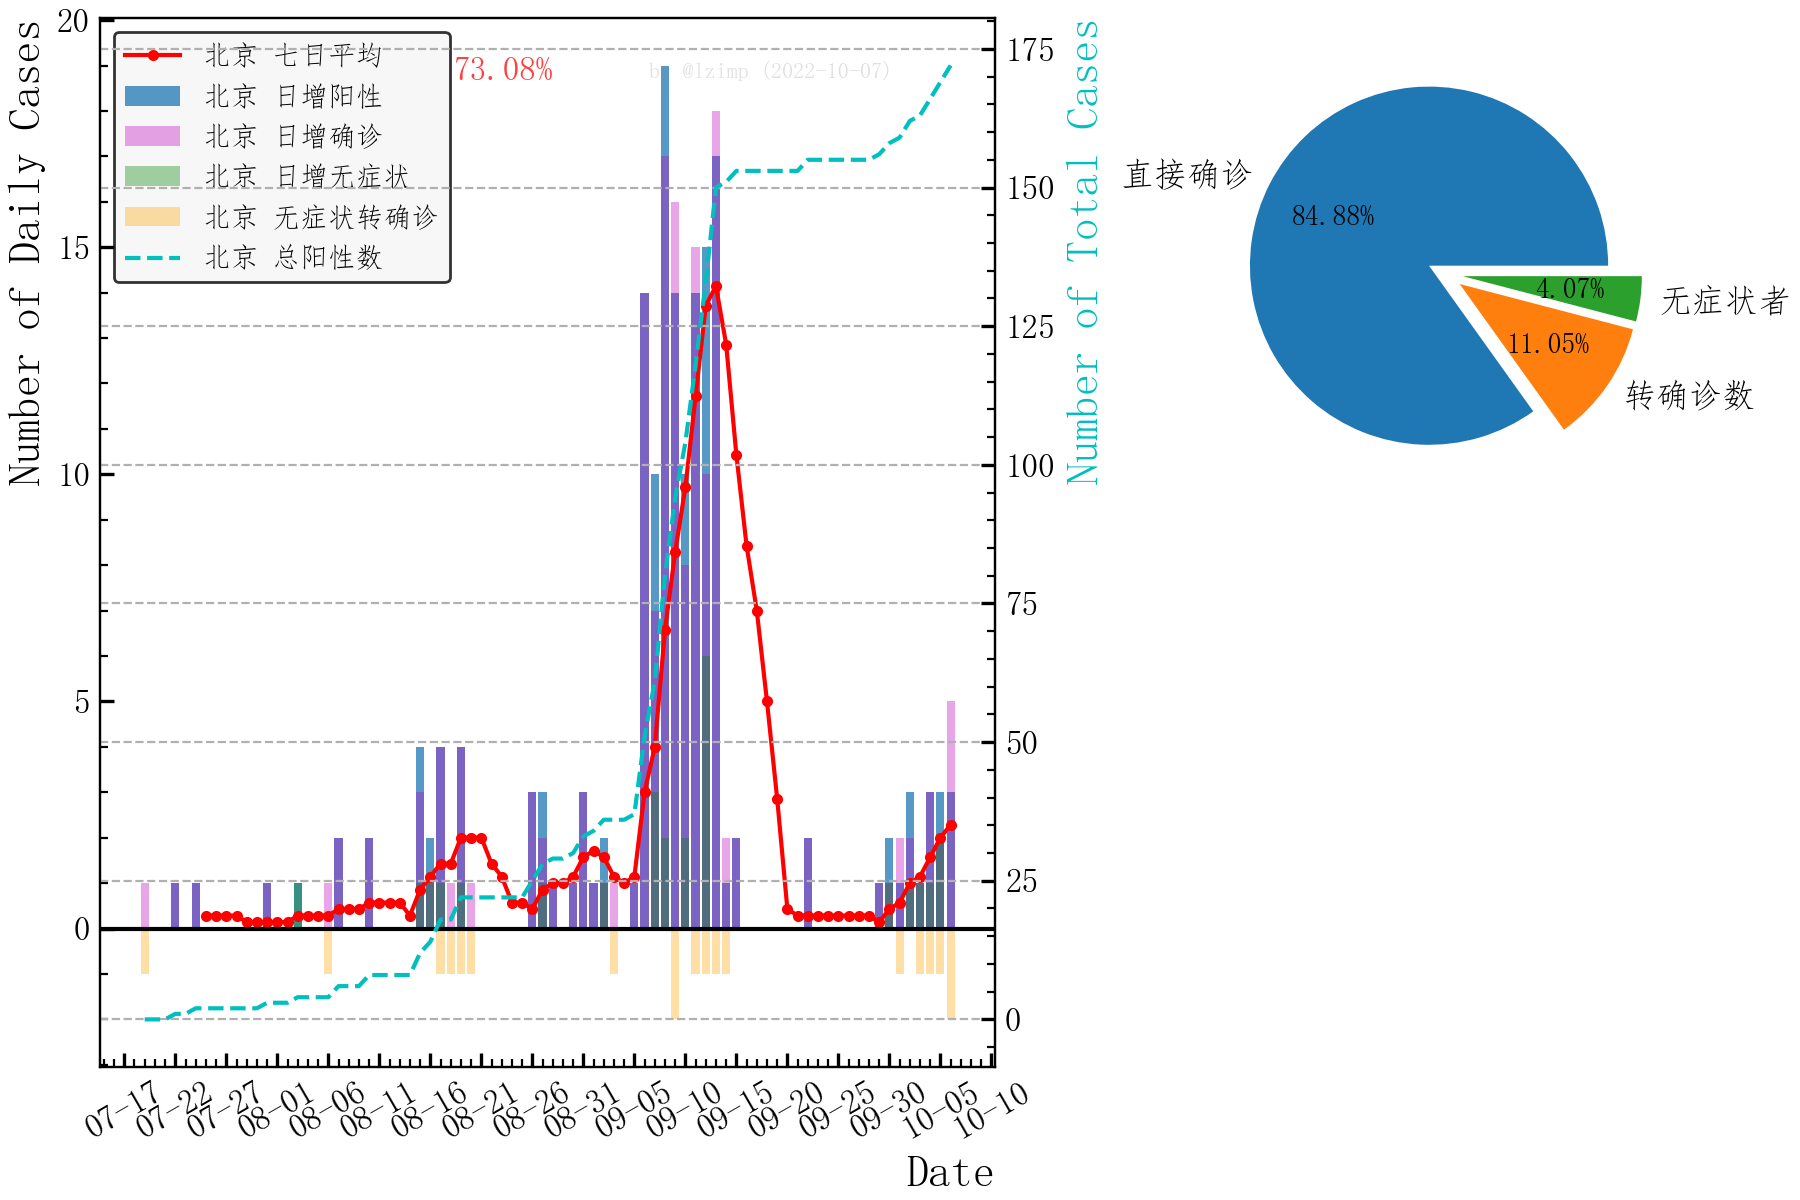 Number of Daily Cases
20
15
10
5
0
北京 七日平均
北京 日增阳性
北京 日增确诊
北京 日增无症状
北京 无症状转确诊
北京 总阳性数
73.08%
by @lzimp (2022-10-07)
175
150
125
100
75
50
25
0
Number of Total Cases
07-17
07-22
07-27
08-01
08-06
08-11
08-16
08-21
08-26
08-31
09-05
09-10
09-15
09-20
09-25
09-30
10-05
10-10
Date
直接确诊
84.88%
4.07%
无症状者
11.05%
转确诊数